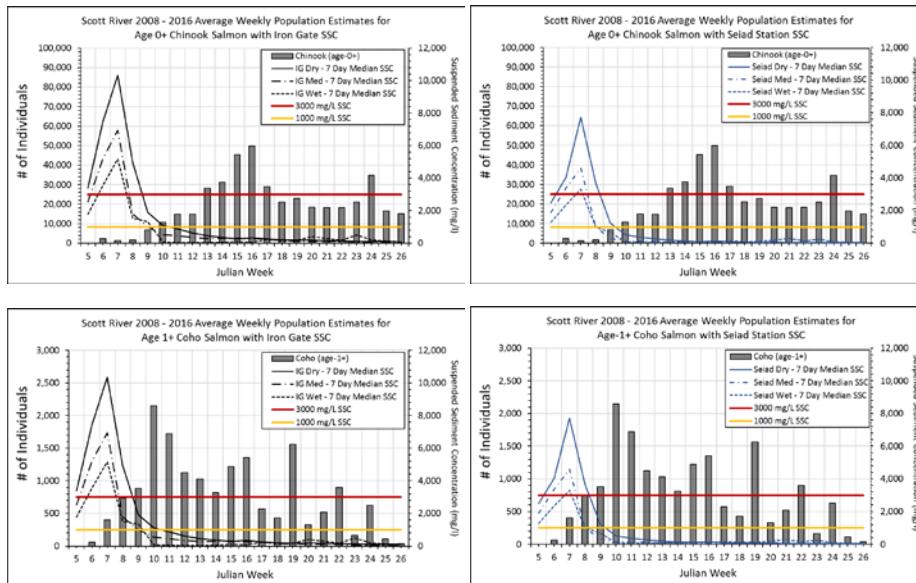 Scott River 2008 - 2016 Average Weekly Population Estimates for
Age 0+ Chinook Salmon with Iron Gate SSC
# of Individuals
100,000
90,000
80,000
70,000
60,000
50,000
40,000
30,000
20,000
10,000
0
Chinook (age-0+)
IG Dry - 7 Day Median SSC
IG Med - 7 Day Median SSC
IG Wet - 7 Day Median SSC
3000 mg/L SSC
1000 mg/L SSC
12,000
10,000
8,000
6,000
4,000
2,000
0
Suspended Sediment Concentration (mg/l)
5 6 7 8 9 10 11 12 13 14 15 16 17 18 19 20 21 22 23 24 25 26
Julian Week
Scott River 2008 - 2016 Average Weekly Population Estimates for
Age 0+ Chinook Salmon with Seiad Station SSC
# of Individuals
100,000
90,000
80,000
70,000
60,000
50,000
40,000
30,000
20,000
10,000
0
Chinook (age-0+)
Seiad Dry - 7 Day Median SSC
Seiad Med - 7 Day Median SSC
Seiad Wet - 7 Day Median SSC
3000 mg/L SSC
1000 mg/L SSC
12,000
10,000
8,000
6,000
4,000
2,000
0
5 6 7 8 9 10 11 12 13 14 15 16 17 18 19 20 21 22 23 24 25 26
Julian Week
Scott River 2008 - 2016 Average Weekly Population Estimates for
Age 1+ Coho Salmon with Iron Gate SSC
# of Individuals
3,000
2,500
2,000
1,500
1,000
500
0
Coho (age-1+)
IG Dry - 7 Day Median SSC
IG Med - 7 Day Median SSC
IG Wet - 7 Day Median SSC
3000 mg/L SSC
1000 mg/L SSC
12,000
10,000
8,000
6,000
4,000
2,000
0
Suspended Sediment Concentration (mg/l)
5 6 7 8 9 10 11 12 13 14 15 16 17 18 19 20 21 22 23 24 25 26
Julian Week
Scott River 2008 - 2016 Average Weekly Population Estimates for
Age-1+ Coho Salmon with Seiad Station SSC
# of Individuals
3,000
2,500
2,000
1,500
1,000
500
0
Coho (age-1+)
Seiad Dry - 7 Day Median SSC
Seiad Med - 7 Day Median SSC
Seiad Wet - 7 Day Median SSC
3000 mg/L SSC
1000 mg/L SSC
12,000
10,000
8,000
6,000
4,000
2,000
0
5 6 7 8 9 10 11 12 13 14 15 16 17 18 19 20 21 22 23 24 25 26
Julian Week